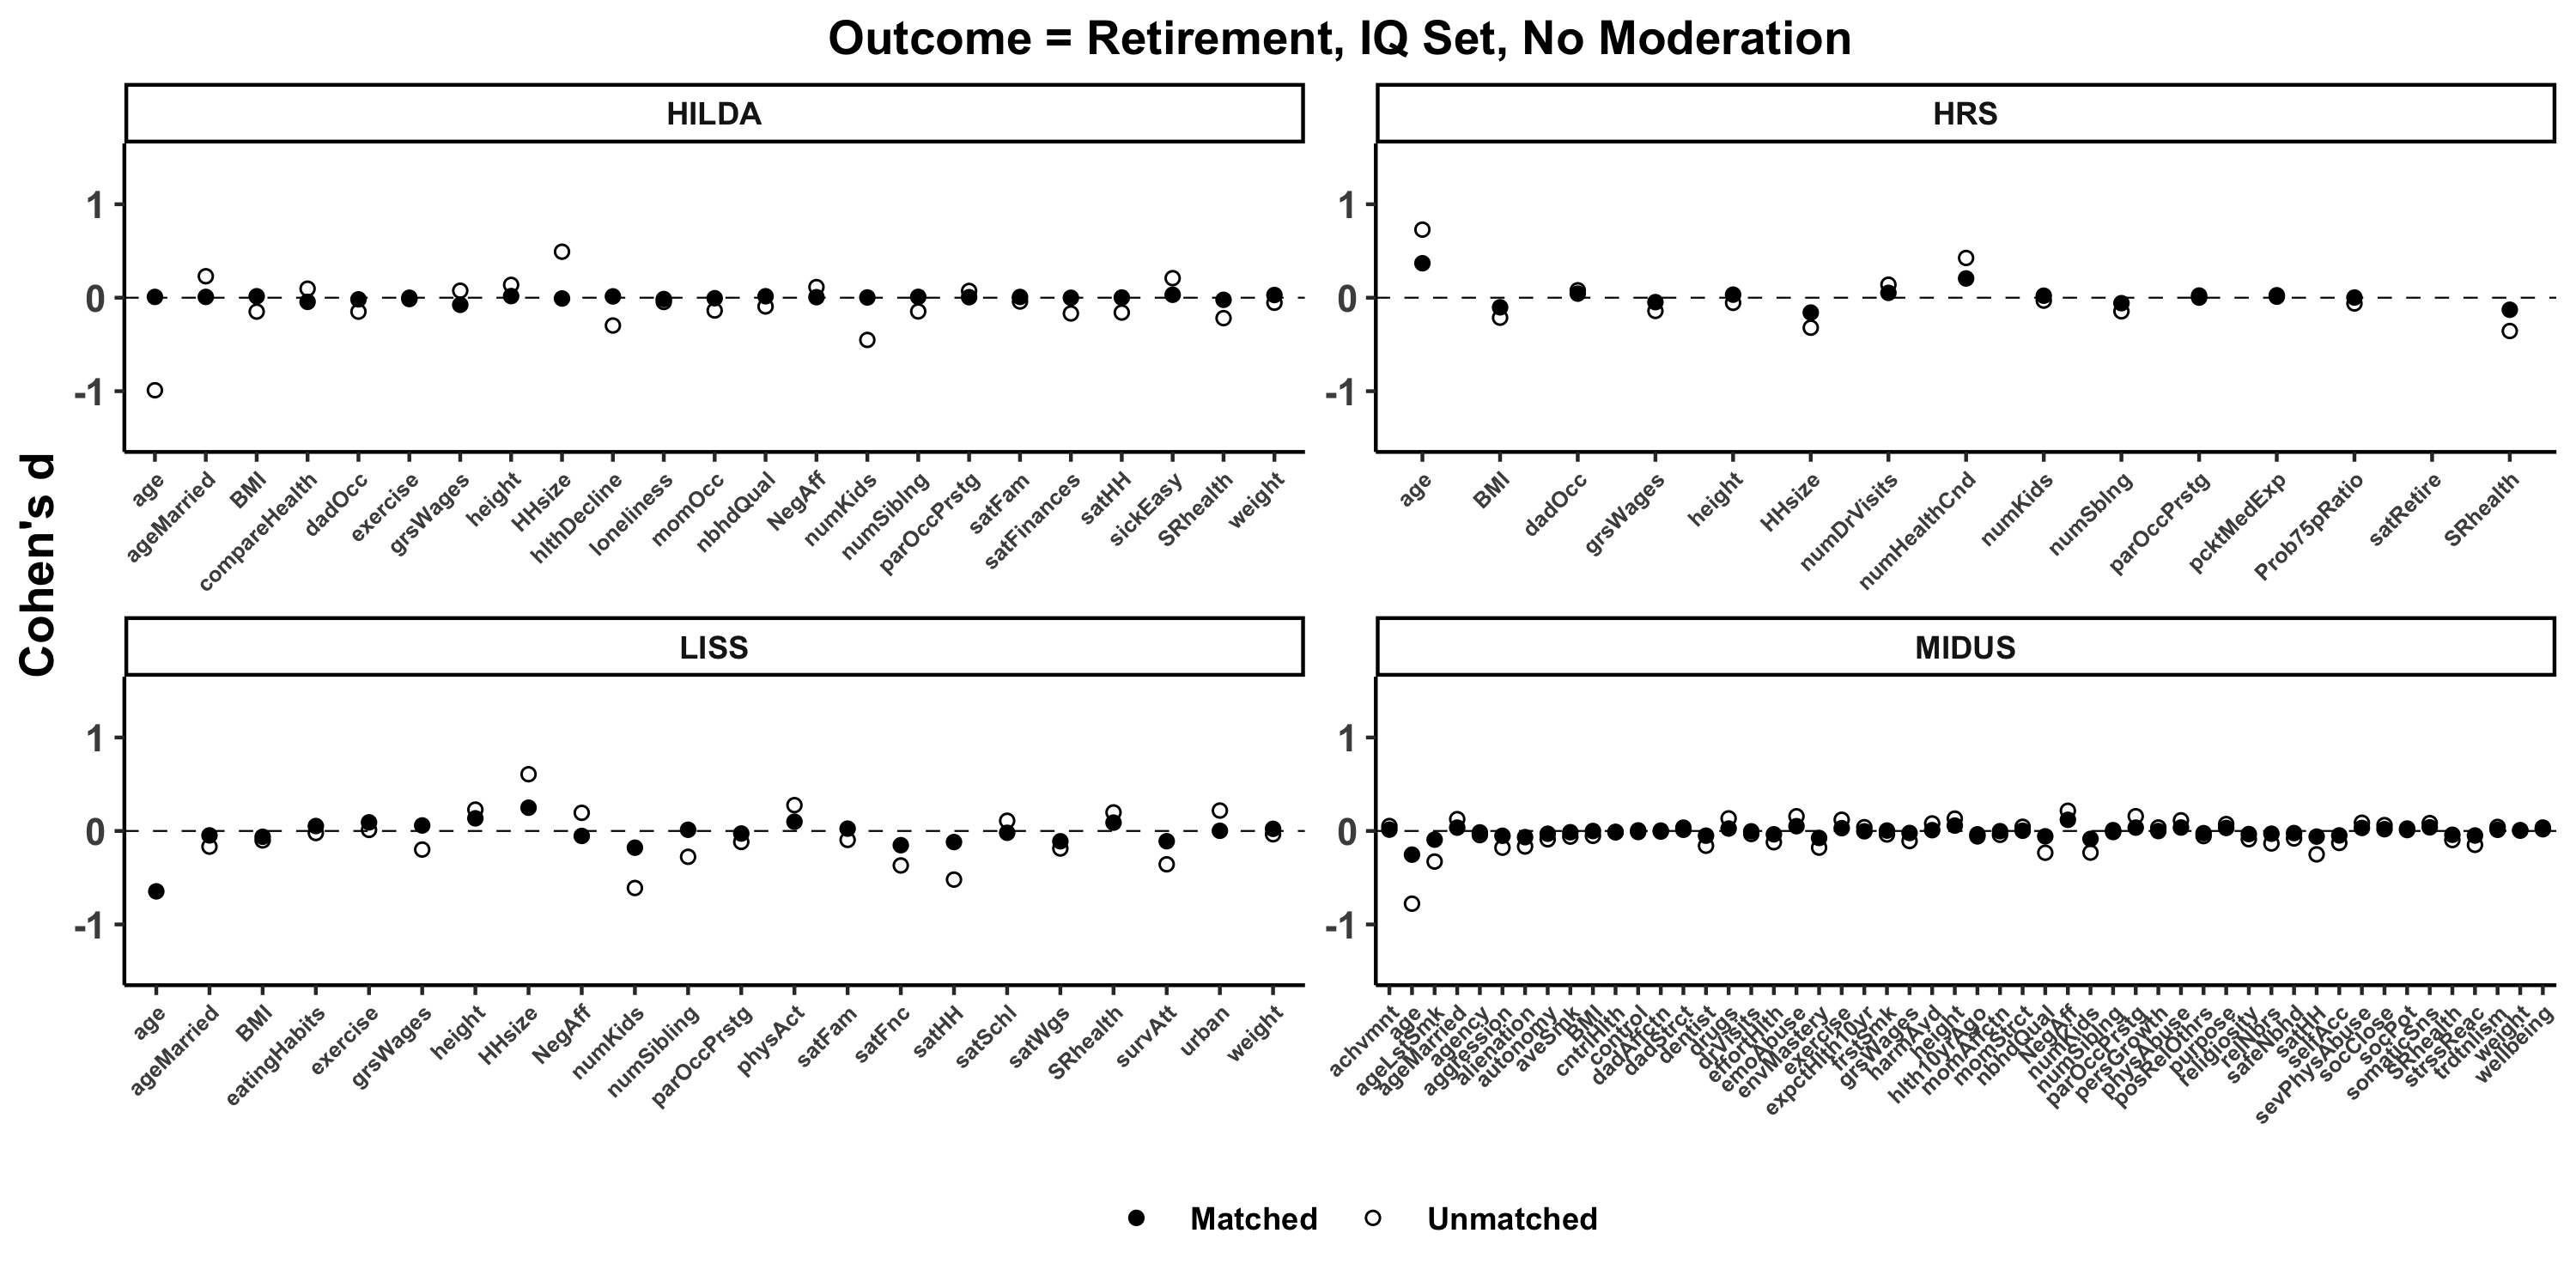 Outcome = Retirement, IQ Set, No Moderation
HILDA
HRS
Cohen's d
1
0
-1
1
0
-1
age
ageMarried
BMI
compareHealth
dadOcc
exercise
grsWages
height
HHsize
hlthDecline
loneliness
momOcc
nbhdQual
NegAff
numKids
numSiblng
parOccPrstg
satFam
satFinances
satHH
sickEasy
SRhealth
weight
age
BMI
dadOcc
grsWages
height
HHsize
numDrVisits
numHealthCnd
numKids
numSblng
parOccPrstg
pcktMedExp
Prob75pRatio
satRetire
SRhealth
LISS
MIDUS
1
0
-1
1
0
-1
age
ageMarried
BMI
eatingHabits
exercise
grsWages
height
HHsize
NegAff
numKids
numSibling
parOccPrstg
physAct
satFam
satFnc
satHH
satSchl
satWgs
SRhealth
survAtt
urban
weight
achvmnt
age
ageLstSmk
ageMarried
agency
aggression
alienation
autonomy
aveSmk
BMI
cntrlHlth
control
dadAffctn
dadStrct
dentist
drugs
drVisits
effortHlth
emoAbuse
envMastery
exercise
expctHlth10yr
frstSmk
grsWages
harmAvd
height
hlth10yrAgo
momAffctn
momStrct
nbhdQual
NegAff
numKids
numSiblng
parOccPrstg
persGrowth
physAbuse
posRelOthrs
purpose
religiosity
relNbrs
safeNbhd
satHH
selfAcc
sevPhysAbuse
socClose
socPot
somaticSns
SRhealth
strssReac
trdtnlism
weight
wellbeing
Matched
Unmatched